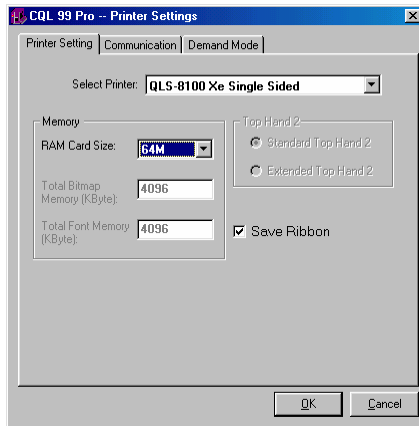 CQL 99 Pro -- Printer Settings
Printer Setting Communication Demand Mode
Select Printer: QLS-8100 Xe Single Sided
Memory
RAM Card Size: 64M
Total Bitmap
Memory (KByte): 4096
Total Font Memory
(KByte): 4096
Top Hand 2
Standard Top Hand 2
Extended Top Hand 2
Save Ribbon
OK Cancel